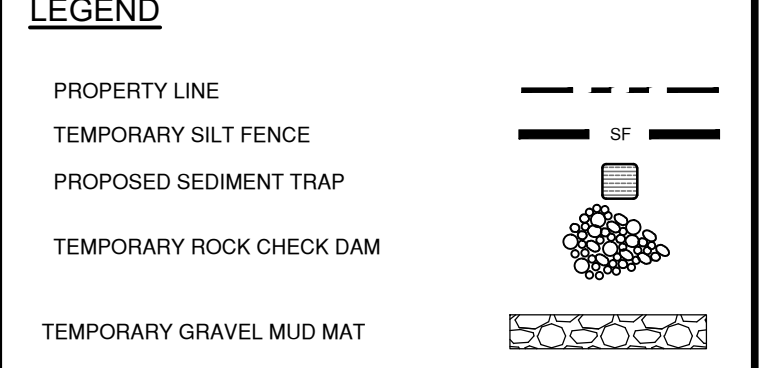 LEGEND
PROPERTY LINE
TEMPORARY SILT FENCE SF
PROPOSED SEDIMENT TRAP
TEMPORARY ROCK CHECK DAM
TEMPORARY GRAVEL MUD MAT